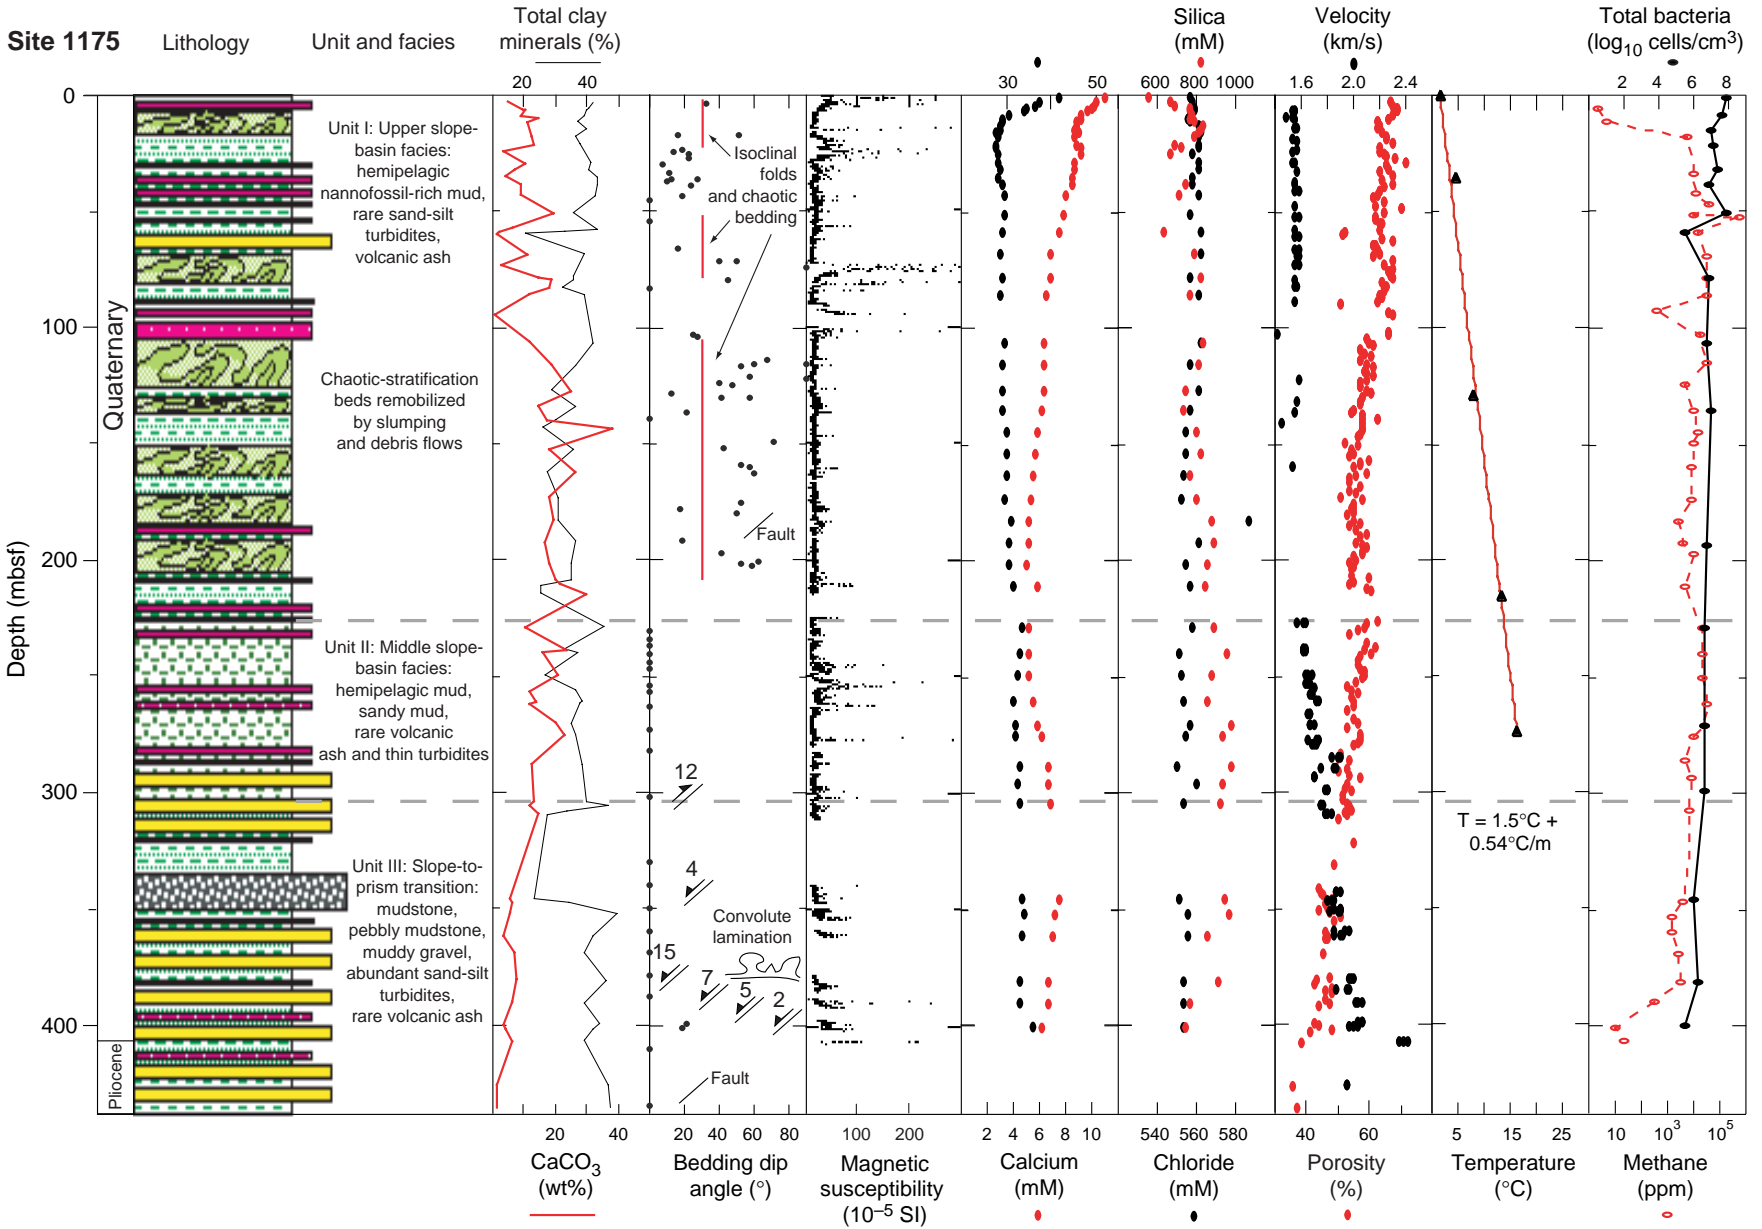 Site 1175
Lithology
Unit and facies
Total clay
minerals (%)
20 40
30 50
Silica
(mM)
600 800 1000
Velocity
(km/s)
1.6 2.0 2.4
Total bacteria
(log10 cells/cm3)
2 4 6 8
Depth (mbsf)
0
100
200
300
400
Quaternary
Pliocene
Unit I: Upper slope-
basin facies:
hemipelagic
nannofossil-rich mud,
rare sand-silt
turbidites,
volcanic ash
Chaotic-stratification
beds remobilized
by slumping
and debris flows
Unit II: Middle slope-
basin facies:
hemipelagic mud,
sandy mud,
rare volcanic
ash and thin turbidites
Unit III: Slope-to-
prism transition:
mudstone,
pebbly mudstone,
muddy gravel,
abundant sand-silt
turbidites,
rare volcanic ash
Isoclinal
folds
and chaotic
bedding
Fault
12
4
Convolute
lamination
15
7
5
2
Fault
T = 1.5°C +
0.54°C/m
20 40
CaCO3
(wt%)
20 40 60 80
Bedding dip
angle (°)
100 200
Magnetic
susceptibility
(10–5 SI)
2 4 6 8 10
Calcium
(mM)
540 560 580
Chloride
(mM)
40 60
Porosity
(%)
5 15 25
Temperature
(°C)
10 103 105
Methane
(ppm)